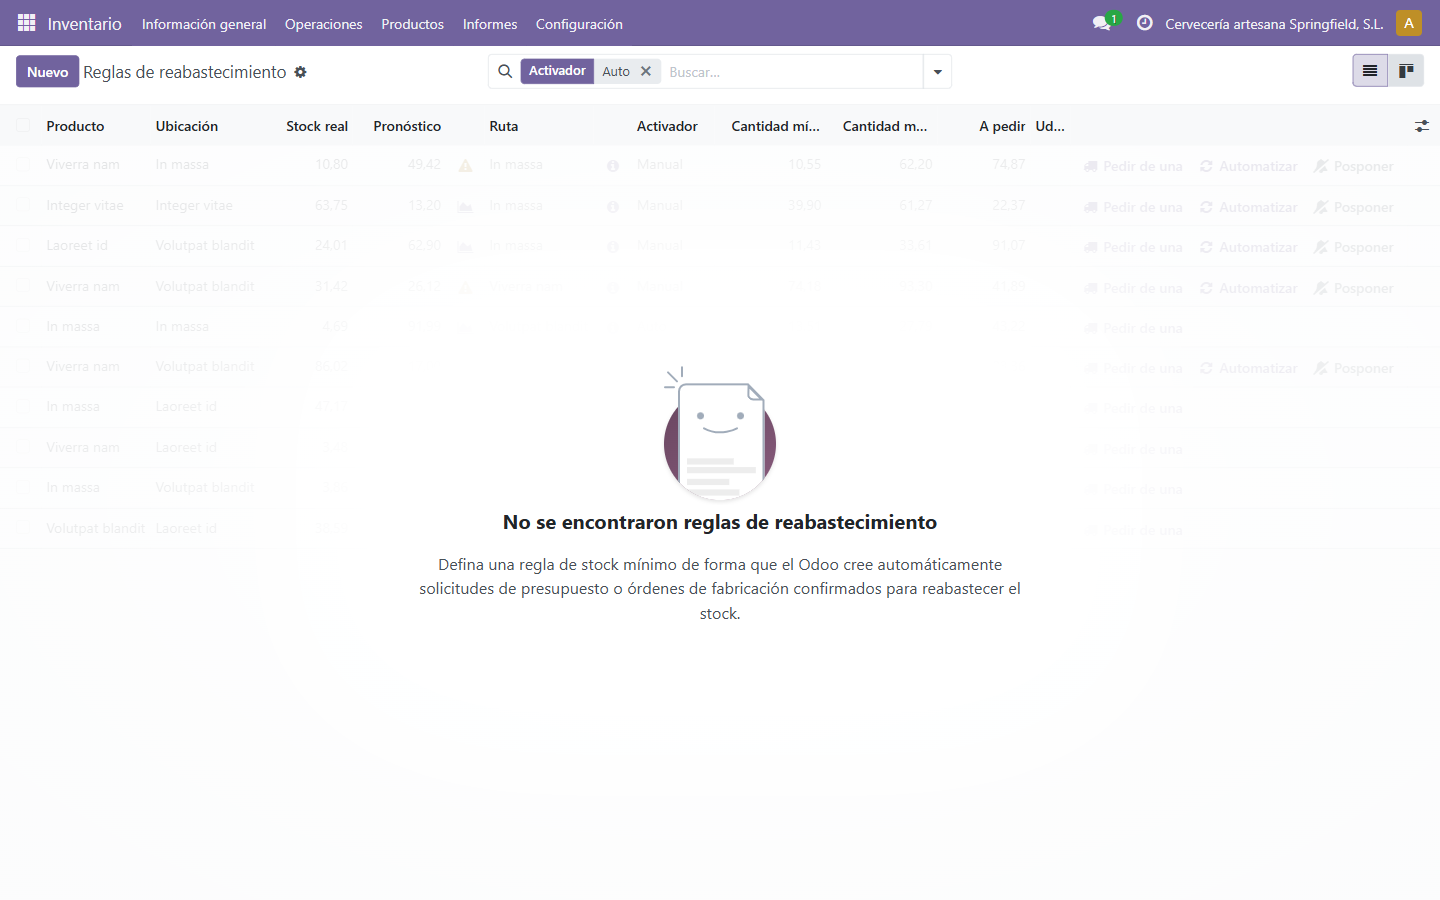 Inventario Información general Operaciones Productos Informes Configuración 1 Cervecería artesana Springfield, S.L. A
Nuevo Reglas de reabastecimiento Activador Auto Buscar...
Producto Ubicación Stock real Pronóstico Ruta Activador Cantidad mí... Cantidad m... A pedir Ud...
Viverra nam In massa 10,80 49,42 In massa Manual 10,55 62,20 74,87 Pedir de una Automatizar Posponer
Integer vitae Integer vitae 63,75 13,20 In massa Manual 39,90 61,27 22,37 Pedir de una Automatizar Posponer
Laoreet id Volutpat blandit 24,01 62,90 In massa Manual 11,43 33,51 91,07 Pedir de una Automatizar Posponer
Viverra nam Volutpat blandit 31,42 Pedir de una Automatizar Posponer
In massa In massa 4,69 Pedir de una
Viverra nam Volutpat blandit Pedir de una Automatizar Posponer
In massa Laoreet id Pedir de una
Viverra nam Laoreet id Pedir de una
In massa Volutpat blandit Pedir de una
Volutpat blandit Laoreet id Pedir de una
No se encontraron reglas de reabastecimiento
Defina una regla de stock mínimo de forma que el Odoo cree automáticamente
solicitudes de presupuesto o órdenes de fabricación confirmados para reabastecer el
stock.